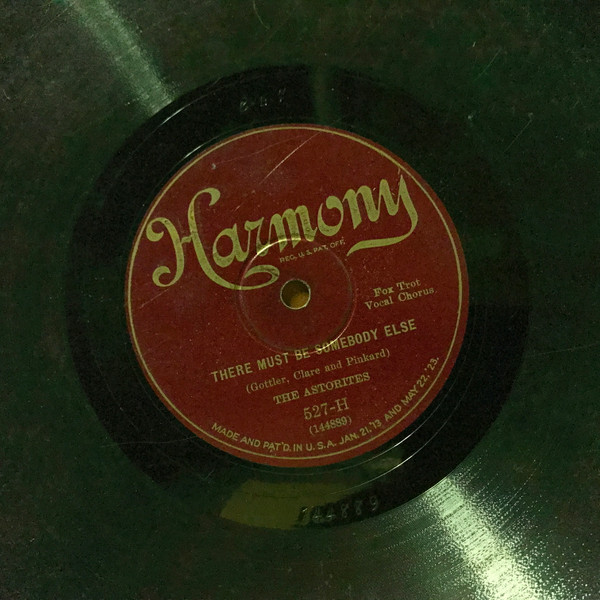 Harmony
REG. U.S. PAT. OFF.
Fox Trot
Vocal Chorus
THERE MUST BE SOMEBODY ELSE
(Gottler, Clare and Pinkard)
THE ASTORITES
527-H
(144889)
MADE AND PAT'D. IN U.S.A. JAN. 21,'13 AND MAY 22,'23.
144889